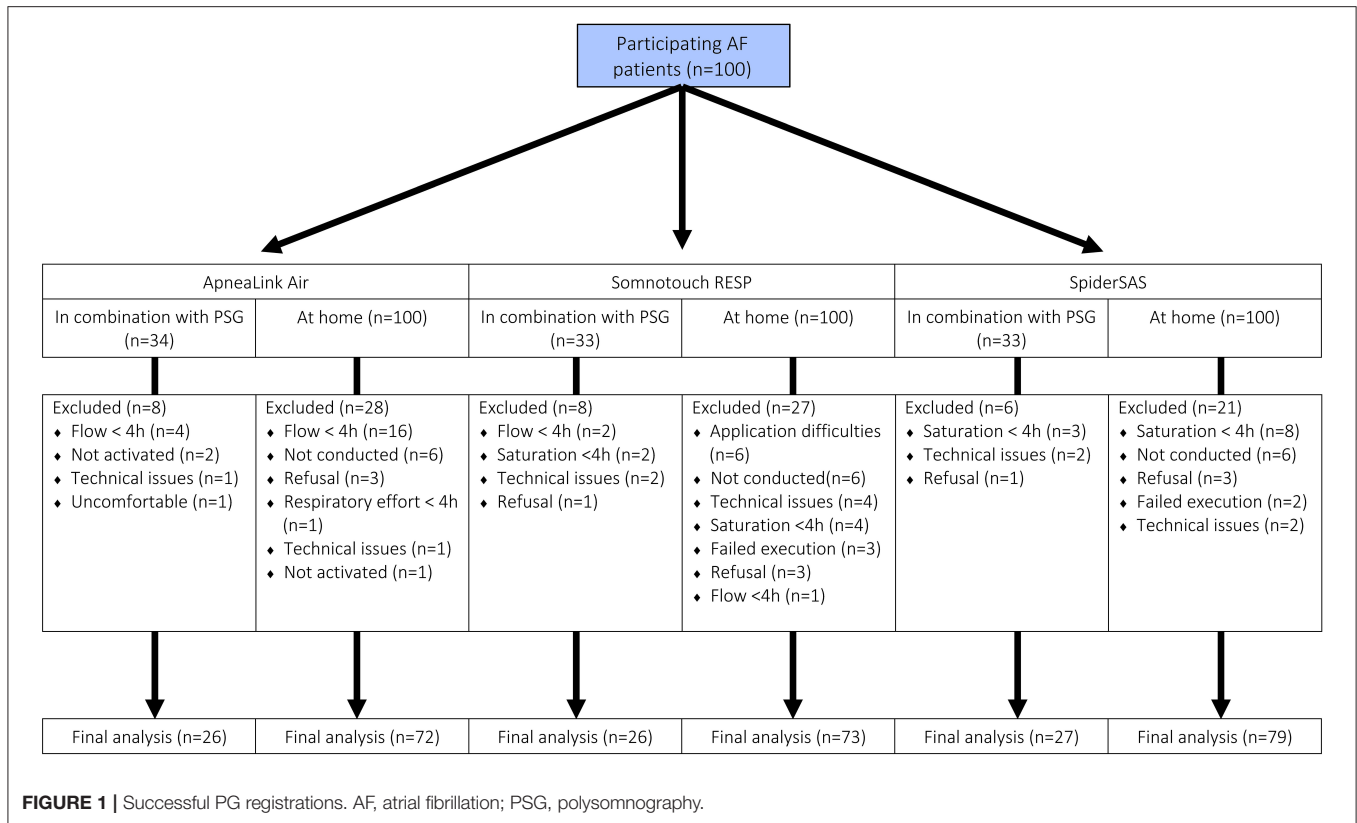 Participating AF
patients (n=100)
ApneaLink Air
Somnotouch RESP
SpiderSAS
In combination with PSG
(n=34)
At home (n=100)
In combination with PSG
(n=33)
At home (n=100)
In combination with PSG
(n=33)
At home (n=100)
Excluded (n=8)
♦ Flow < 4h (n=4)
♦ Not activated (n=2)
♦ Technical issues (n=1)
♦ Uncomfortable (n=1)
Excluded (n=28)
♦ Flow < 4h (n=16)
♦ Not conducted (n=6)
♦ Refusal (n=3)
♦ Respiratory effort < 4h
(n=1)
♦ Technical issues (n=1)
♦ Not activated (n=1)
Excluded (n=8)
♦ Flow < 4h (n=2)
♦ Saturation <4h (n=2)
♦ Technical issues (n=2)
♦ Refusal (n=1)
Excluded (n=27)
♦ Application difficulties
(n=6)
♦ Not conducted(n=6)
♦ Technical issues (n=4)
♦ Saturation <4h (n=4)
♦ Failed execution (n=3)
♦ Refusal (n=3)
♦ Flow <4h (n=1)
Excluded (n=6)
♦ Saturation < 4h (n=3)
♦ Technical issues (n=2)
♦ Refusal (n=1)
Excluded (n=21)
♦ Saturation < 4h (n=8)
♦ Not conducted (n=6)
♦ Refusal (n=3)
♦ Failed execution (n=2)
♦ Technical issues (n=2)
Final analysis (n=26)
Final analysis (n=72)
Final analysis (n=26)
Final analysis (n=73)
Final analysis (n=27)
Final analysis (n=79)
FIGURE 1 | Successful PG registrations. AF, atrial fibrillation; PSG, polysomnography.